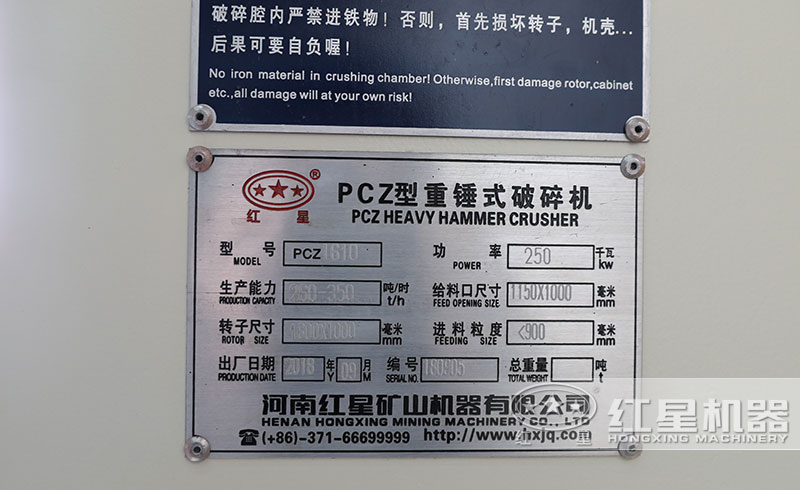 破碎腔内严禁进铁物！否则，首先损坏转子，机壳...
后果可要自负喔！
No iron material in crushing chamber! Otherwise,first damage rotor,cabinet
etc.,all damage will at your own risk!
®
红 星
PCZ型重锤式破碎机
PCZ HEAVY HAMMER CRUSHER
型 号 MODEL PCZ 1610
功 率 POWER 250 千瓦 kw
生产能力 PRODUCTION CAPACITY 250-350 吨/时 t/h
给料口尺寸 FEED OPENING SIZE 1150X1000 毫米 mm
转子尺寸 ROTOR SIZE 毫米 mm
进料粒度 FEEDING SIZE <900 毫米 mm
出厂日期 PRODUCTION DATE 2018 年 Y 09 月 M
编号 SERIAL NO. 180905
总重量 TOTAL WEIGHT 吨 t
河南红星矿山机器有限公司
HENAN HONGXING MINING MACHINERY CO., LTD
☎(+86)-371-66699999 http://www.hxjq.com
红 星
红星机器
HONGXING MACHINERY